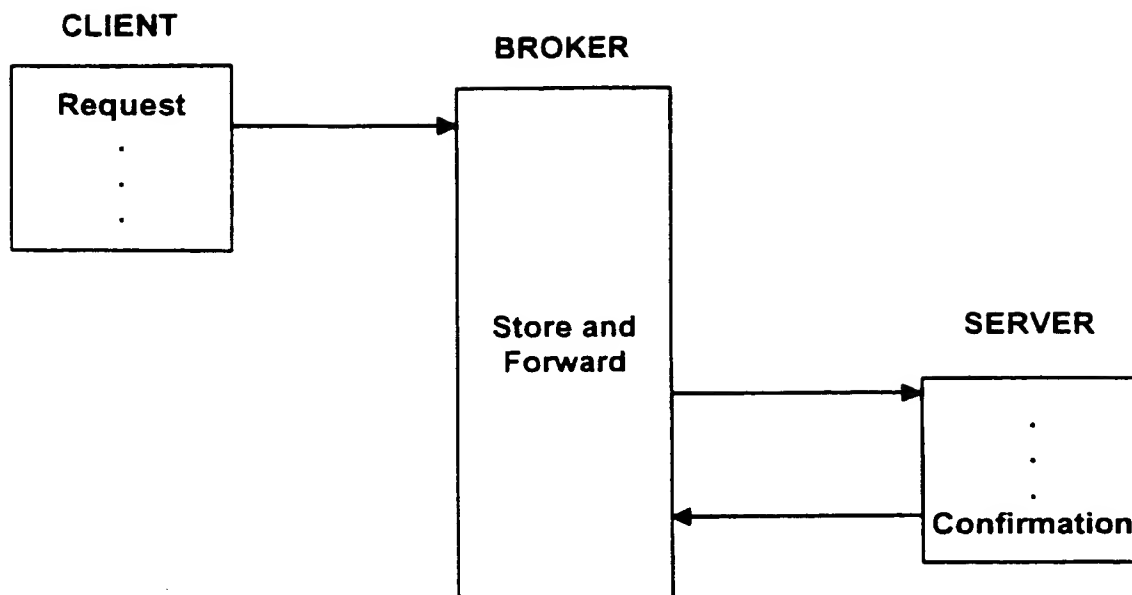 CLIENT
Request
.
.
.
BROKER
Store and
Forward
SERVER
.
.
.
Confirmation